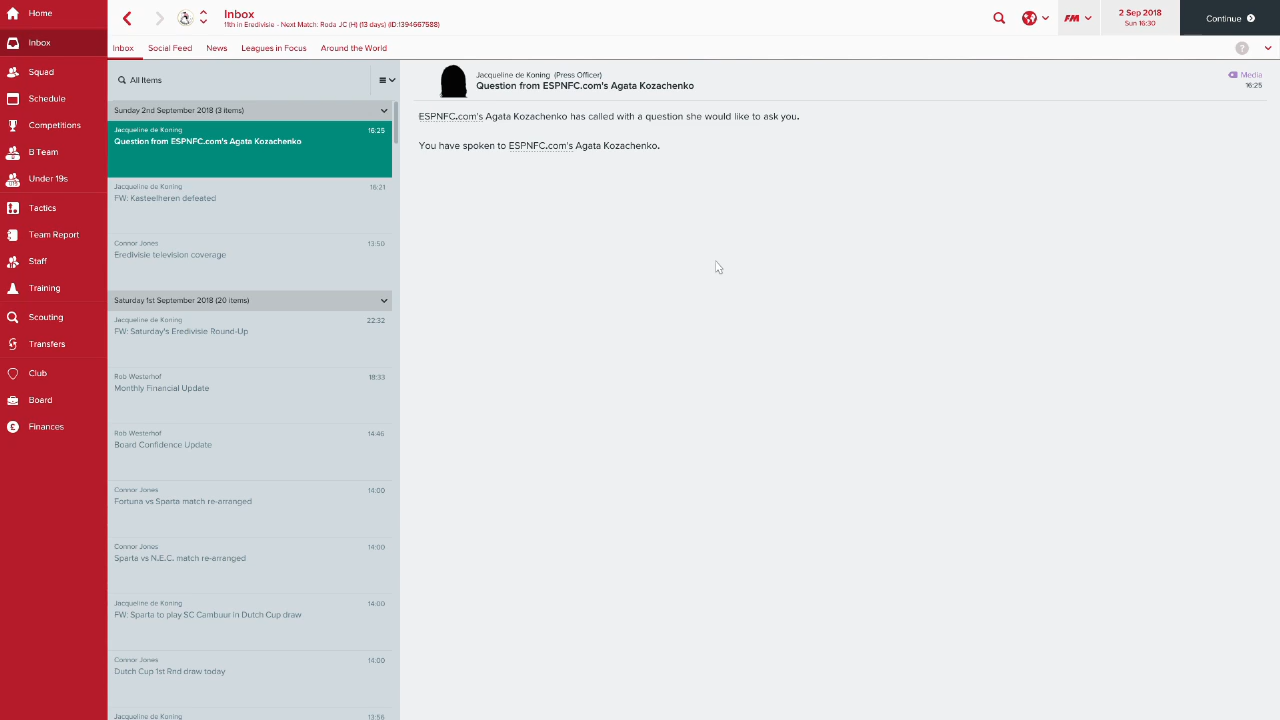 Home
Inbox
Squad
Schedule
Competitions
B Team
Under 19s
Tactics
Team Report
Staff
Training
Scouting
Transfers
Club
Board
Finances
Inbox
11th in Eredivisie - Next Match: Roda JC (H) (13 days) (ID:1394667588)
FM
2 Sep 2018
Sun 16:30
Continue
Inbox
Social Feed
News
Leagues in Focus
Around the World
?
All Items
Sunday 2nd September 2018 (3 items)
Jacqueline de Koning 16:25
Question from ESPNFC.com's Agata Kozachenko
Jacqueline de Koning 16:21
FW: Kasteelheren defeated
Connor Jones 13:50
Eredivisie television coverage
Saturday 1st September 2018 (20 items)
Jacqueline de Koning 22:32
FW: Saturday's Eredivisie Round-Up
Rob Westerhof 18:33
Monthly Financial Update
Rob Westerhof 14:46
Board Confidence Update
Connor Jones 14:00
Fortuna vs Sparta match re-arranged
Connor Jones 14:00
Sparta vs N.E.C. match re-arranged
Jacqueline de Koning 14:00
FW: Sparta to play SC Cambuur in Dutch Cup draw
Connor Jones 14:00
Dutch Cup 1st Rnd draw today
Jacqueline de Koning 13:56
Jacqueline de Koning (Press Officer)
Question from ESPNFC.com's Agata Kozachenko
Media
16:25
ESPNFC.com's Agata Kozachenko has called with a question she would like to ask you.
You have spoken to ESPNFC.com's Agata Kozachenko.